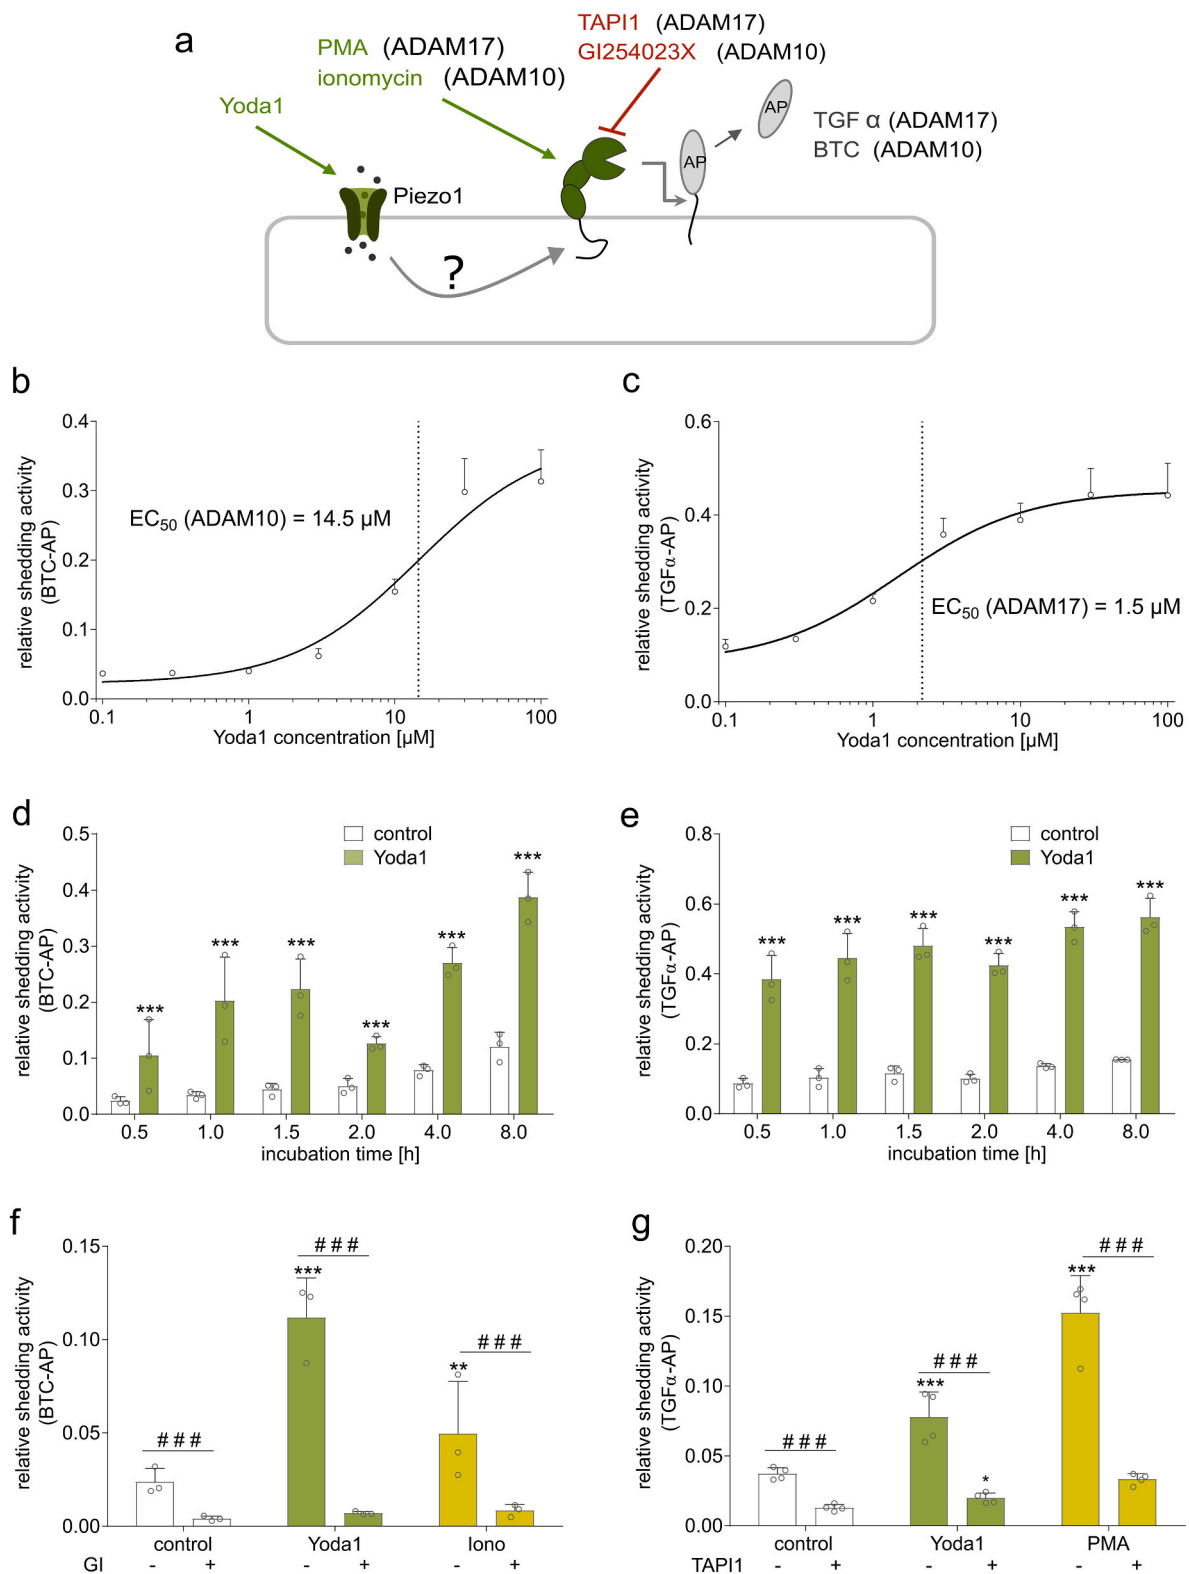 a
PMA (ADAM17)
ionomycin (ADAM10)
TAPI1 (ADAM17)
GI254023X (ADAM10)
Yoda1
Piezo1
AP
AP
TGF α (ADAM17)
BTC (ADAM10)
?
b
relative shedding activity
(BTC-AP)
0.4
0.3
0.2
0.1
0.0
EC50 (ADAM10) = 14.5 µM
0.1 1 10 100
Yoda1 concentration [µM]
c
relative shedding activity
(TGFα-AP)
0.6
0.4
0.2
0.0
EC50 (ADAM17) = 1.5 µM
0.1 1 10 100
Yoda1 concentration [µM]
d
relative shedding activity
(BTC-AP)
0.5
0.4
0.3
0.2
0.1
0.0
control
Yoda1
*** *** *** *** *** ***
0.5 1.0 1.5 2.0 4.0 8.0
incubation time [h]
e
relative shedding activity
(TGFα-AP)
0.8
0.6
0.4
0.2
0.0
control
Yoda1
*** *** *** *** *** ***
0.5 1.0 1.5 2.0 4.0 8.0
incubation time [h]
f
relative shedding activity
(BTC-AP)
0.15
0.10
0.05
0.00
###
***
###
**
###
control Yoda1 Iono
GI - + - + - +
g
relative shedding activity
(TGFα-AP)
0.20
0.15
0.10
0.05
0.00
###
***
###
*
***
###
control Yoda1 PMA
TAPI1 - + - + - +